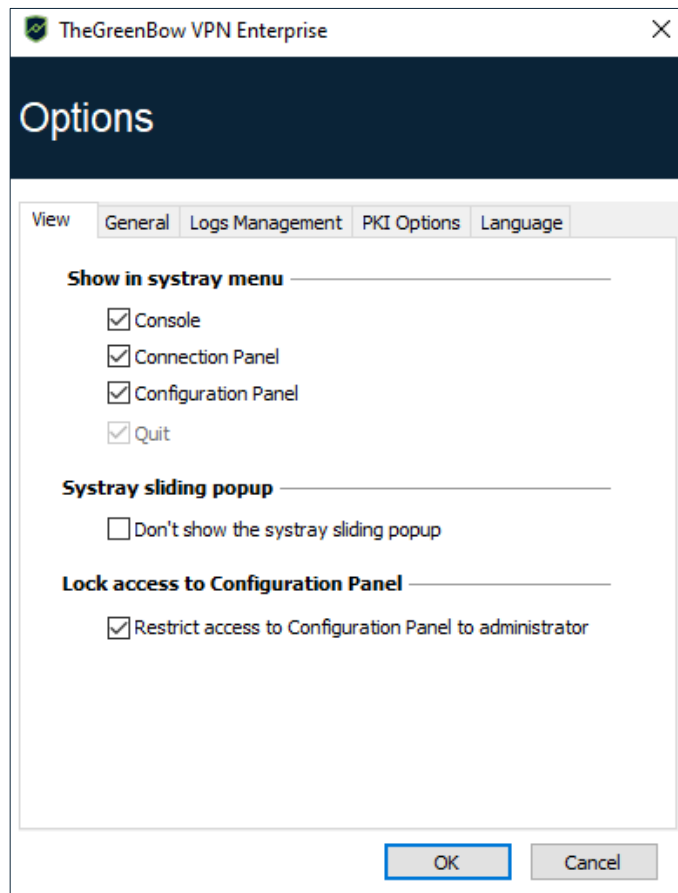 TheGreenBow VPN Enterprise
Options
View General Logs Management PKI Options Language
Show in systray menu
Console
Connection Panel
Configuration Panel
Quit
Systray sliding popup
Don't show the systray sliding popup
Lock access to Configuration Panel
Restrict access to Configuration Panel to administrator
OK Cancel